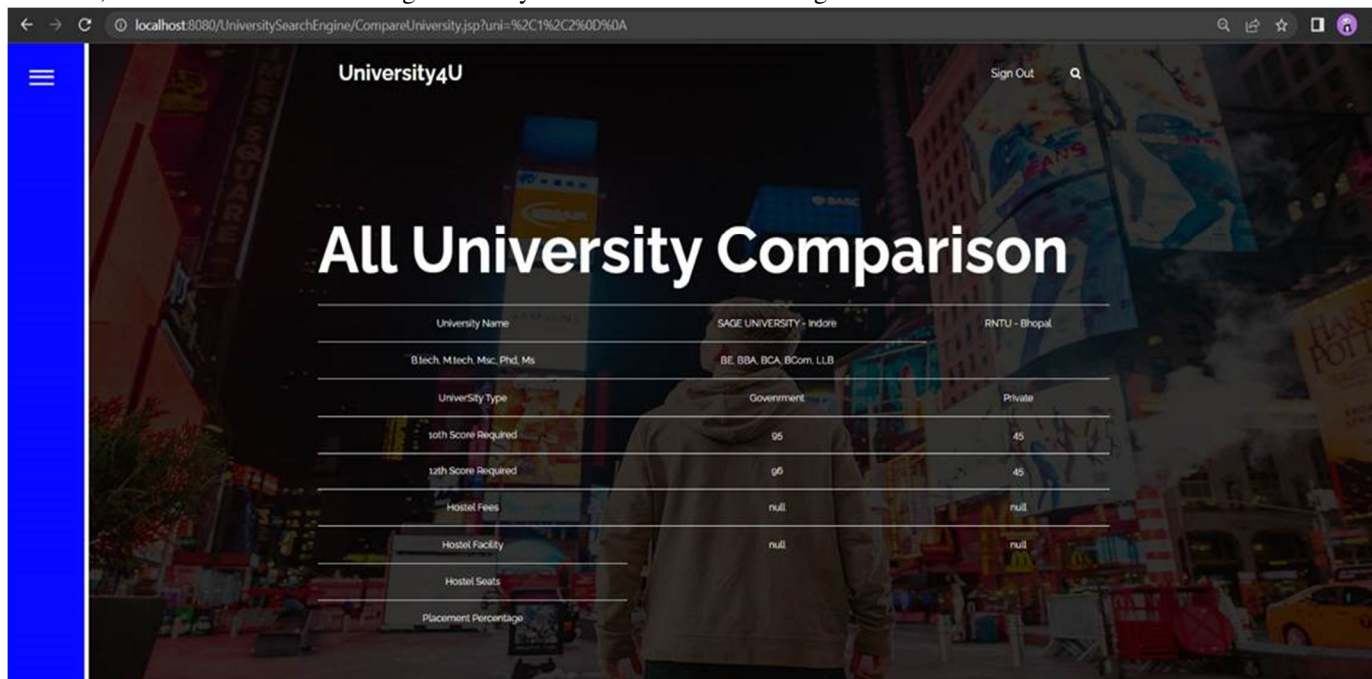 localhost:8080/UniversitySearchEngine/CompareUniversity.jsp?uni=%2C1%2C2%0D%0A
University4U Sign Out
All University Comparison
University Name SAGE UNIVERSITY - Indore RNTU - Bhopal
B.tech, M.tech, Msc, Phd, Ms BE, BBA, BCA, BCom, LLB
UniverSity Type Govenrment Private
10th Score Required 95 45
12th Score Required 96 45
Hostel Fees null null
Hostel Facility null null
Hostel Seats
Placement Percentage